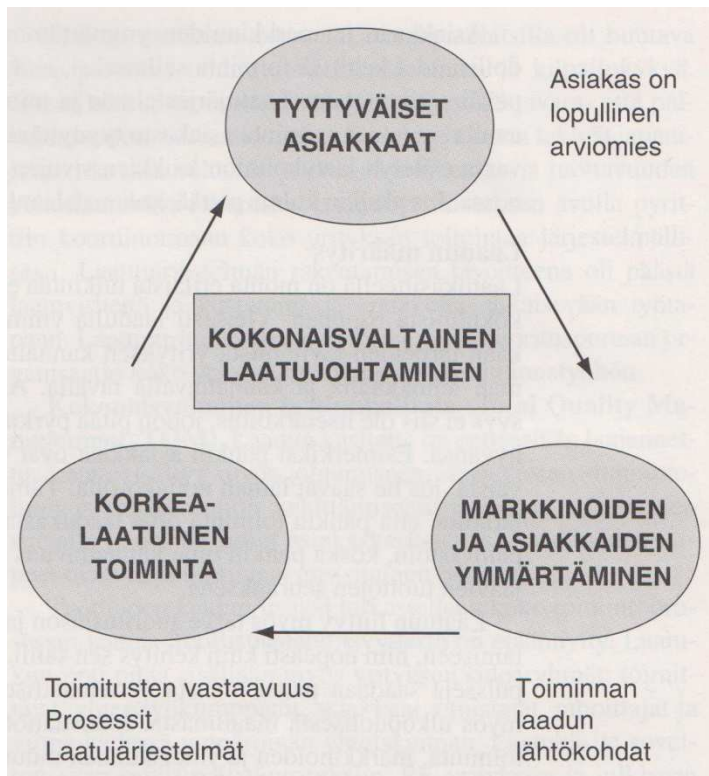 TYYTYVÄISET
ASIAKKAAT
Asiakas on
lopullinen
arviomies
KOKONAISVALTAINEN
LAATUJOHTAMINEN
KORKEA-
LAATUINEN
TOIMINTA
MARKKINOIDEN
JA ASIAKKAIDEN
YMMÄRTÄMINEN
Toimitusten vastaavuus
Prosessit
Laatujärjestelmät
Toiminnan
laadun
lähtökohdat